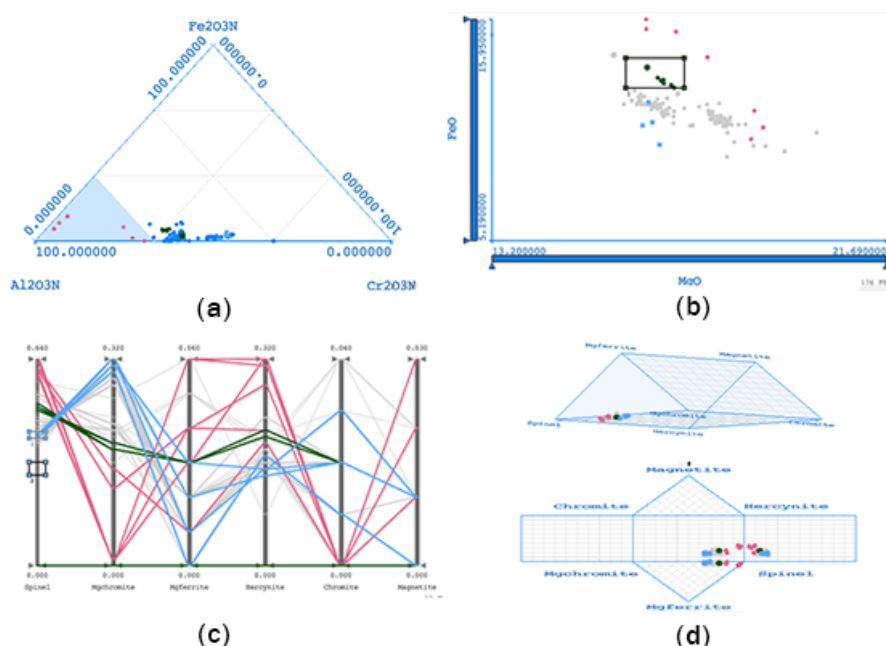 Fe2O3N
100.000000
0.000000
0.000000
100.000000
100.000000
0.000000
Al2O3N
Cr2O3N
(a)
15.950000
FeO
5.190000
13.200000
21.690000
MgO
(b)
0.640
0.320
0.060
0.320
0.040
0.030
0.000
0.000
0.000
0.000
0.000
0.000
Spinel
Mgchromite
Mgferrite
Hercynite
Chromite
Magnetite
(c)
Mgferrite
Magnetite
Spinel
Mgchromite
Hercynite
Chromite
Magnetite
Chromite
Hercynite
Mgchromite
Spinel
Mgferrite
(d)